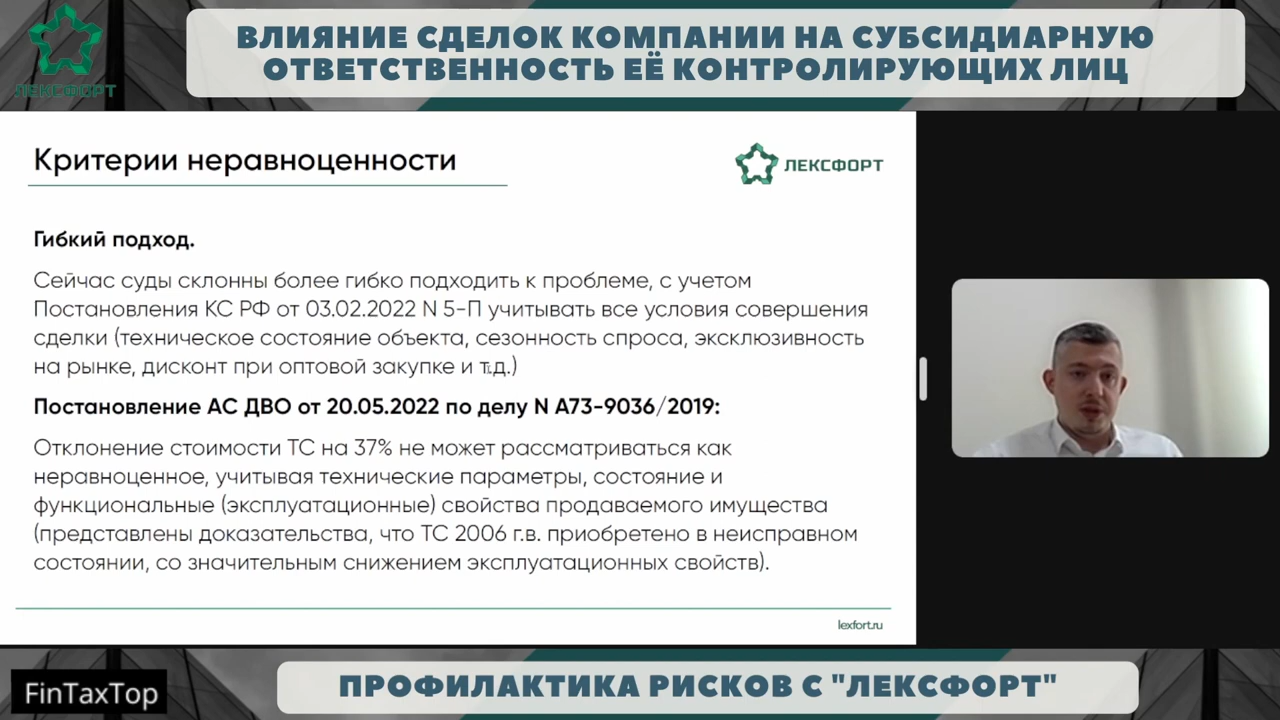 ЛЕКСФОРТ
ВЛИЯНИЕ СДЕЛОК КОМПАНИИ НА СУБСИДИАРНУЮ
ОТВЕТСТВЕННОСТЬ ЕЁ КОНТРОЛИРУЮЩИХ ЛИЦ
Критерии неравноценности
ЛЕКСФОРТ
Гибкий подход.
Сейчас суды склонны более гибко подходить к проблеме, с учетом
Постановления КС РФ от 03.02.2022 N 5-П учитывать все условия совершения
сделки (техническое состояние объекта, сезонность спроса, эксклюзивность
на рынке, дисконт при оптовой закупке и т.д.)
Постановление АС ДВО от 20.05.2022 по делу N А73-9036/2019:
Отклонение стоимости ТС на 37% не может рассматриваться как
неравноценное, учитывая технические параметры, состояние и
функциональные (эксплуатационные) свойства продаваемого имущества
(представлены доказательства, что ТС 2006 г.в. приобретено в неисправном
состоянии, со значительным снижением эксплуатационных свойств).
lexfort.ru
FinTaxTop
ПРОФИЛАКТИКА РИСКОВ С "ЛЕКСФОРТ"